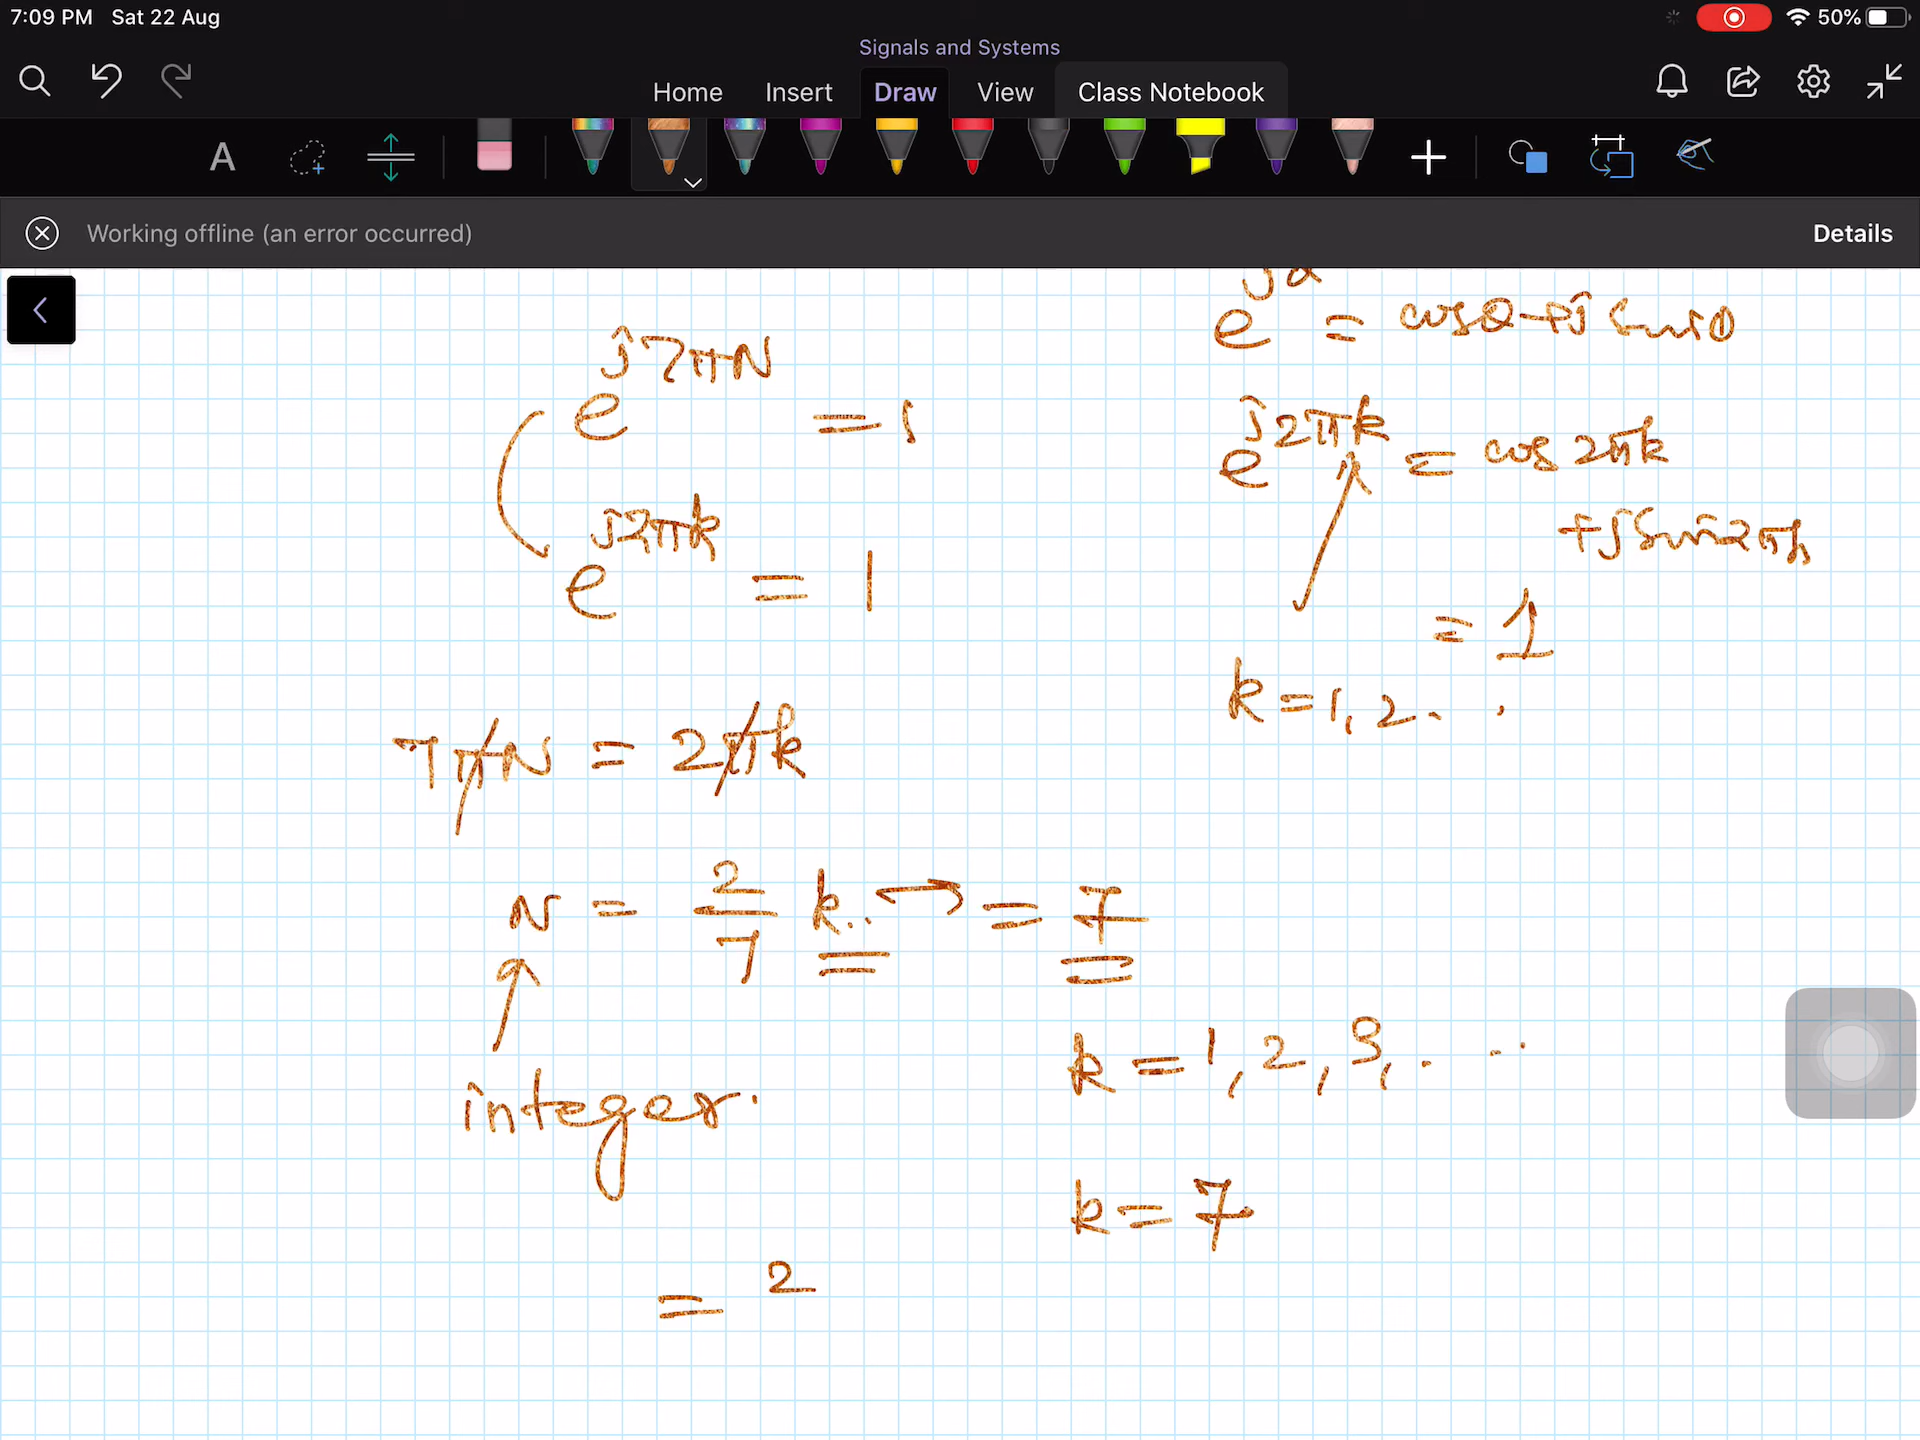 7:09 PM Sat 22 Aug
50%
Signals and Systems
Home Insert Draw View Class Notebook
A
Working offline (an error occurred)
Details
e^{j7πN} = 1
e^{j2πk} = 1
7πN = 2πk
N = 2/7 k.. = 7
integer.
= 2
e^{jθ} = cosθ + j sinθ
e^{j2πk} = cos 2πk
+ j sin 2πk
= 1
k = 1, 2 . .
k = 1, 2, 3, . ..
k = 7